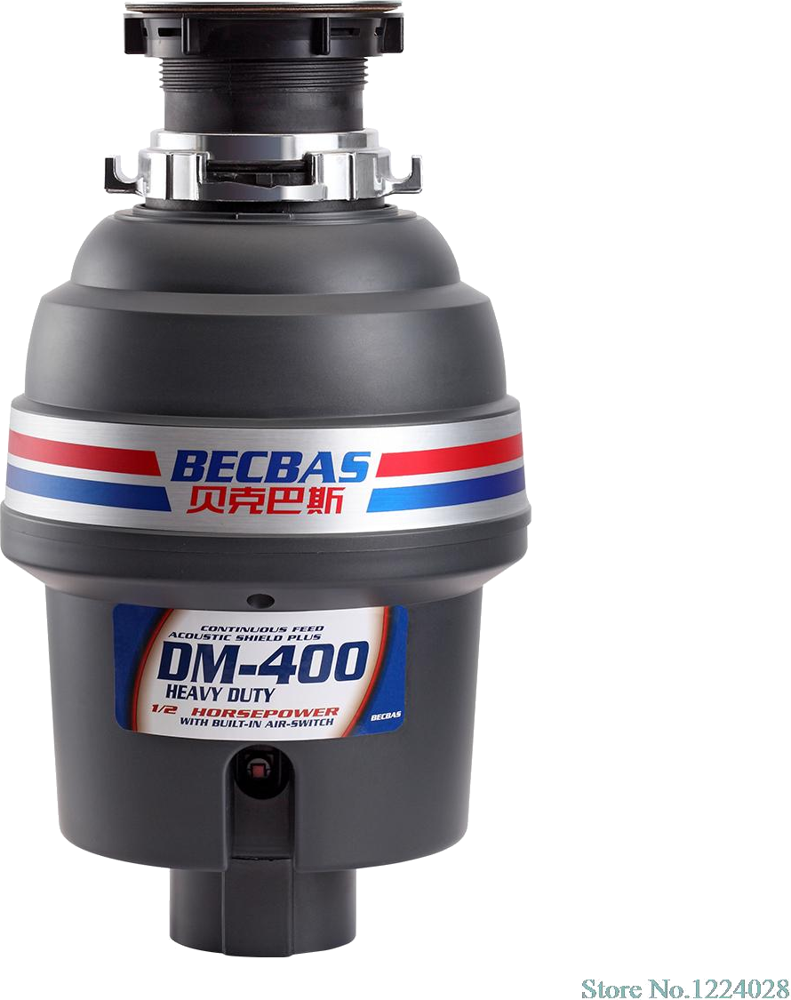 BECBAS
贝克巴斯
CONTINUOUS FEED
ACOUSTIC SHIELD PLUS
DM-400
HEAVY DUTY
1/2 HORSEPOWER
WITH BUILT-IN AIR-SWITCH
BECBAS
Store No.1224028